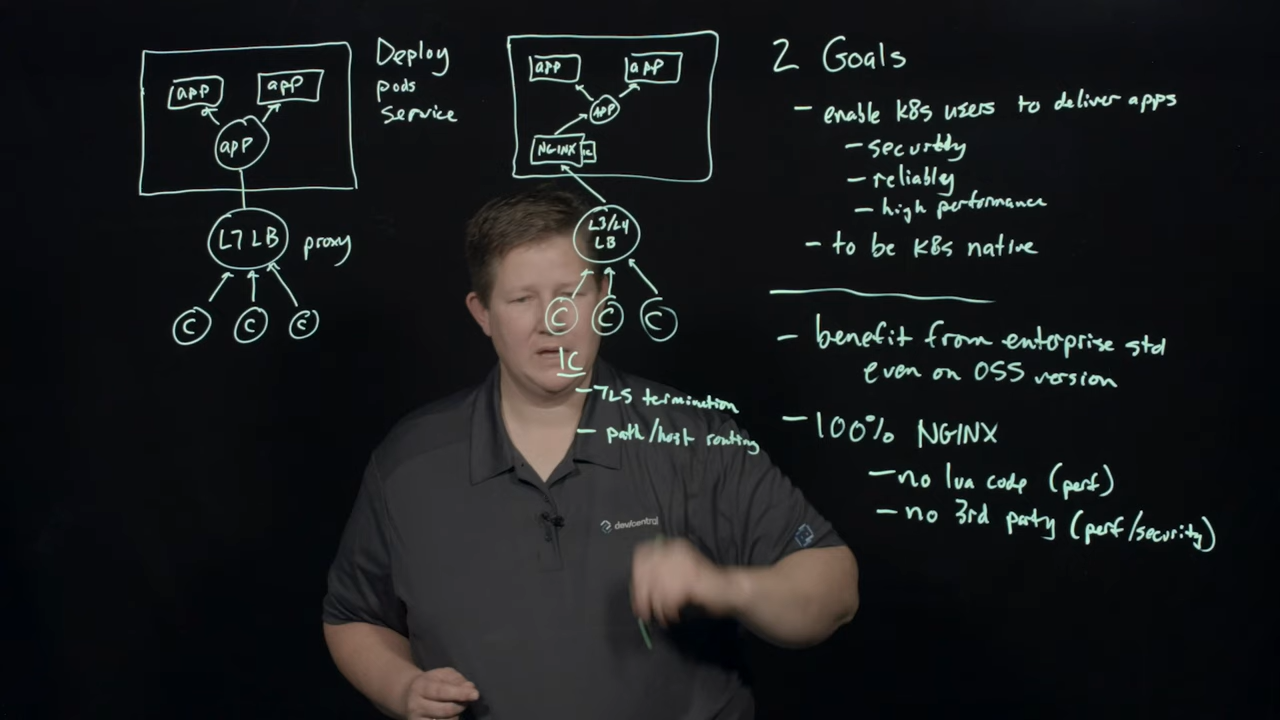 app
app
app
L7 LB
proxy
C
C
C
Deploy
pods
Service
app
app
APP
NGINX
IC
L3/L4
LB
C
C
C
IC
- TLS termination
- path/host routing
2 Goals
- enable K8s users to deliver apps
- securely
- reliably
- high performance
- to be K8s native
- benefit from enterprise std
even on OSS version
- 100% NGINX
- no lua code (perf)
- no 3rd party (perf/security)
devcentral